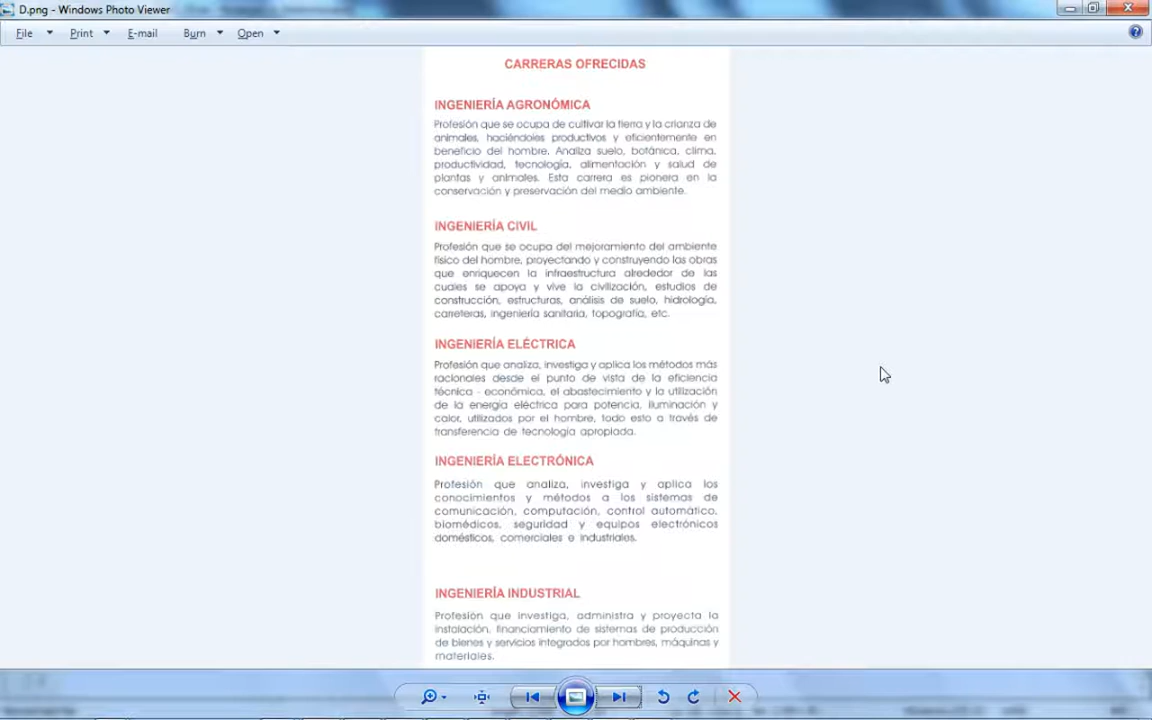 D.png - Windows Photo Viewer
File Print E-mail Burn Open
CARRERAS OFRECIDAS
INGENIERÍA AGRONÓMICA
Profesión que se ocupa de cultivar la tierra y la crianza de
animales, haciéndoles productivos y eficientemente en
beneficio del hombre. Analiza suelo, botánica, clima,
productividad, tecnología, alimentación y salud de
plantas y animales. Esta carrera es pionera en la
conservación y preservación del medio ambiente.
INGENIERÍA CIVIL
Profesión que se ocupa del mejoramiento del ambiente
físico del hombre, proyectando y construyendo las obras
que enriquecen la infraestructura alrededor de las
cuales se apoya y vive la civilización, estudios de
construcción, estructuras, análisis de suelo, hidrología,
carreteras, ingeniería sanitaria, topografía, etc.
INGENIERÍA ELÉCTRICA
Profesión que analiza, investiga y aplica los métodos más
racionales desde el punto de vista de la eficiencia
técnica - económica, el abastecimiento y la utilización
de la energía eléctrica para potencia, iluminación y
calor, utilizados por el hombre, todo esto a través de
transferencia de tecnología apropiada.
INGENIERÍA ELECTRÓNICA
Profesión que analiza, investiga y aplica los
conocimientos y métodos a los sistemas de
comunicación, computación, control automático,
biomédicos, seguridad y equipos electrónicos
domésticos, comerciales e industriales.
INGENIERÍA INDUSTRIAL
Profesión que investiga, administra y proyecta la
instalación, financiamiento de sistemas de producción
de bienes y servicios integrados por hombres, máquinas y
materiales.